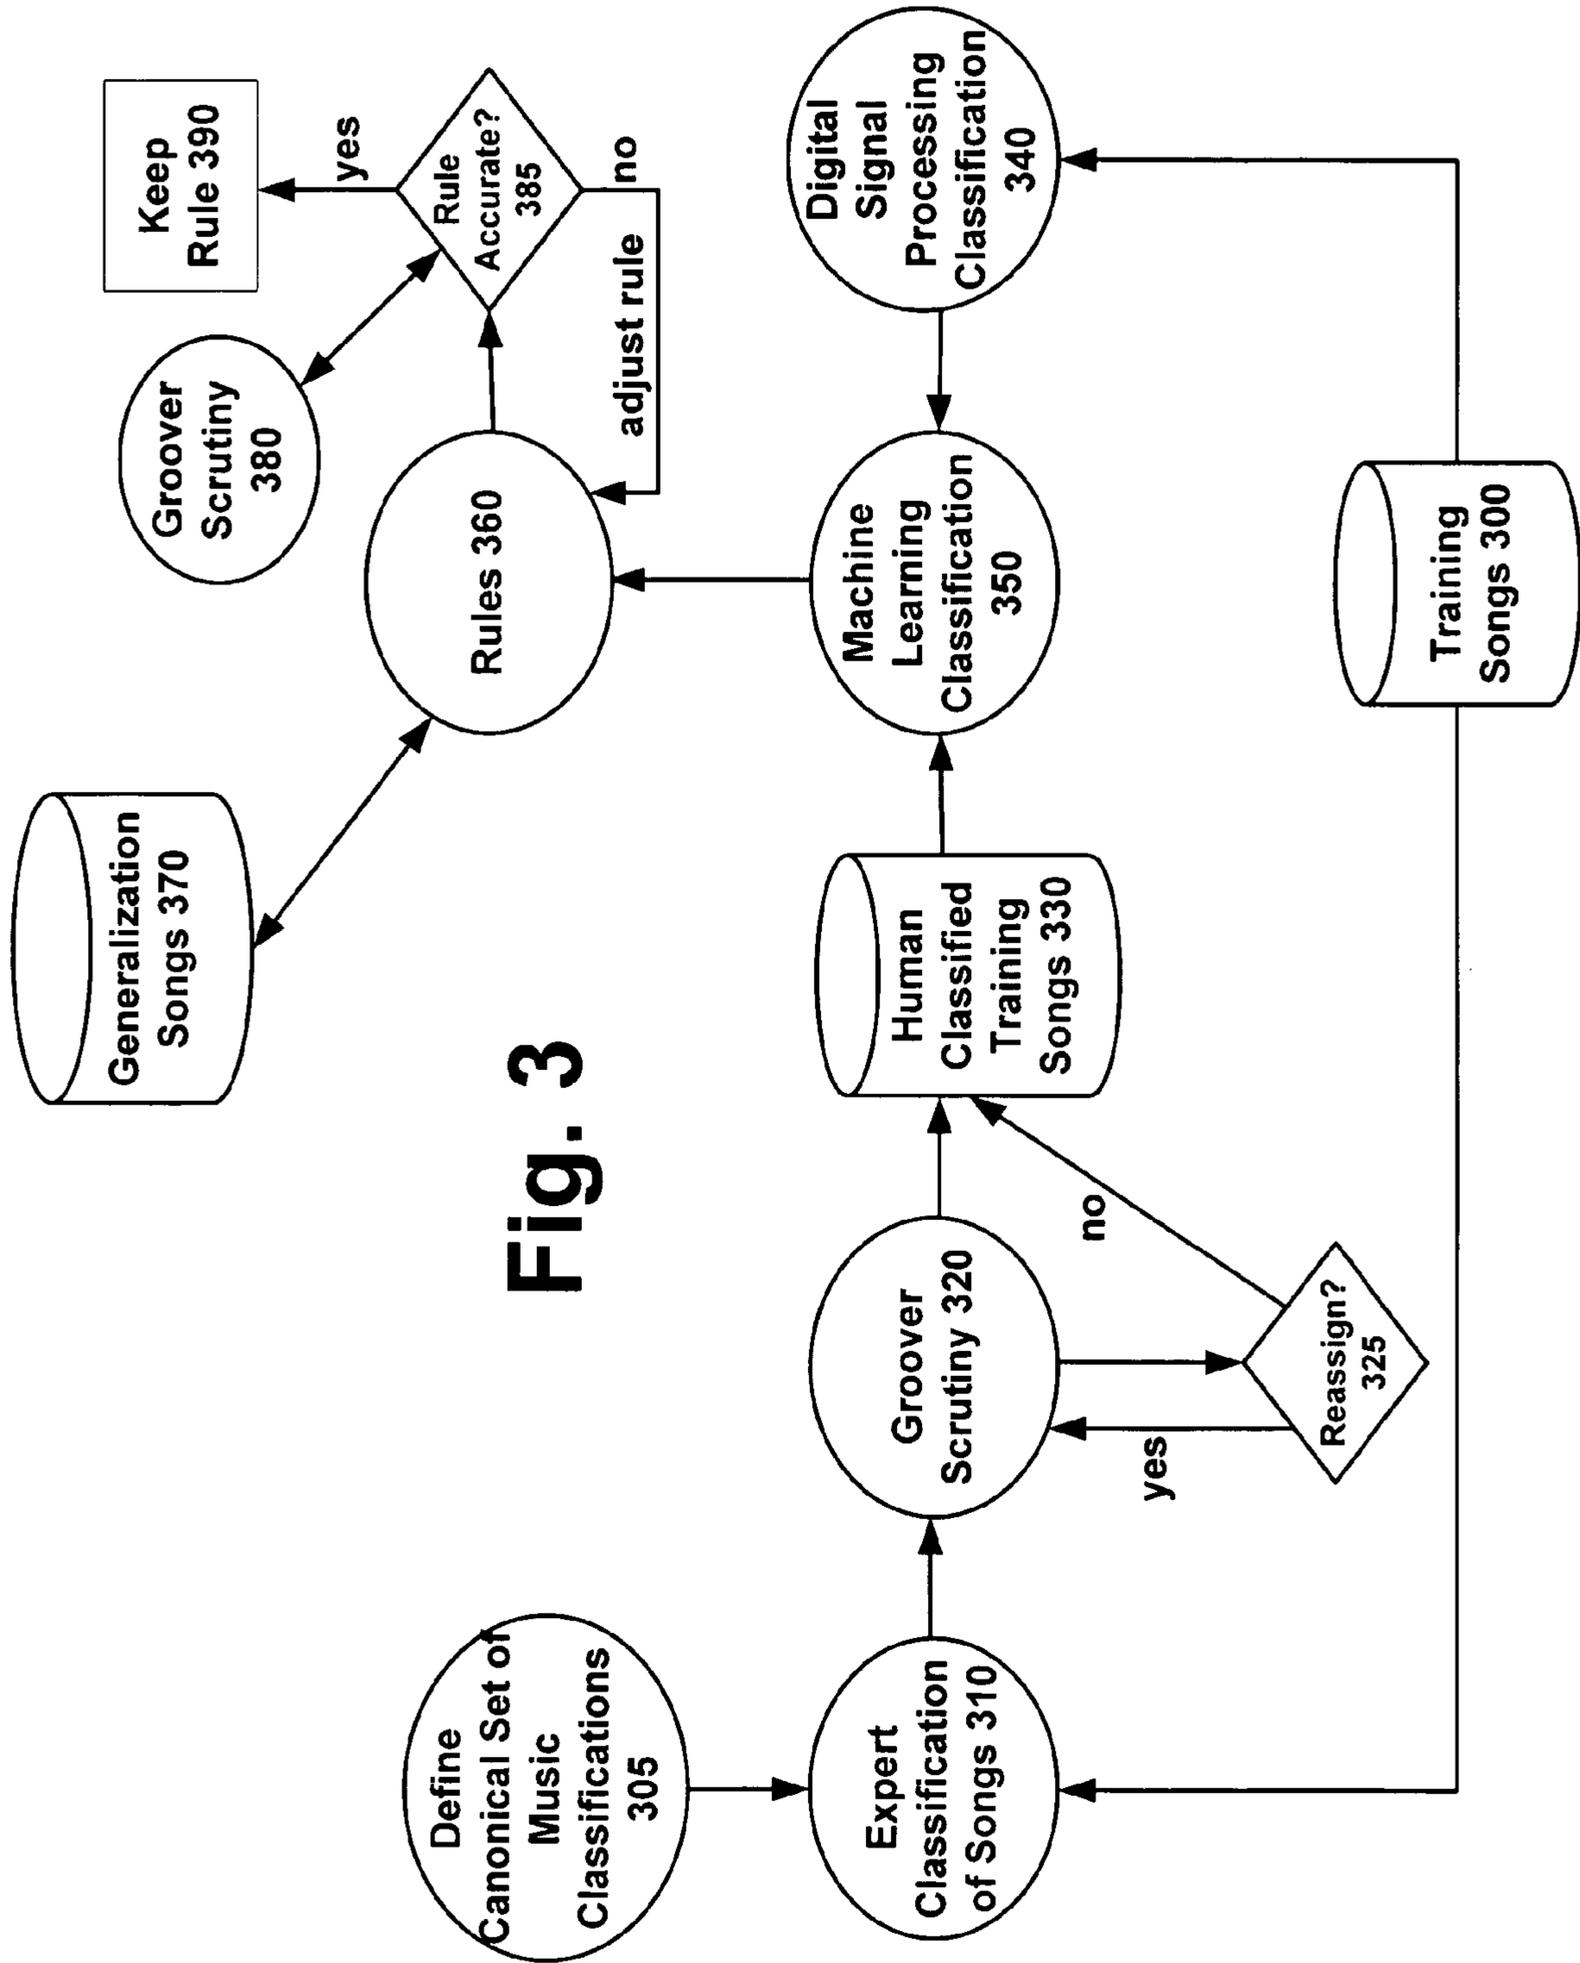 Generalization
Songs 370
Groover
Scrutiny
380
Keep
Rule 390
yes
Rule
Accurate?
385
no
adjust rule
Rules 360
Fig. 3
Define
Canonical Set of
Music
Classifications
305
Expert
Classification
of Songs 310
Groover
Scrutiny 320
yes
no
Reassign?
325
Human
Classified
Training
Songs 330
Machine
Learning
Classification
350
Digital
Signal
Processing
Classification
340
Training
Songs 300